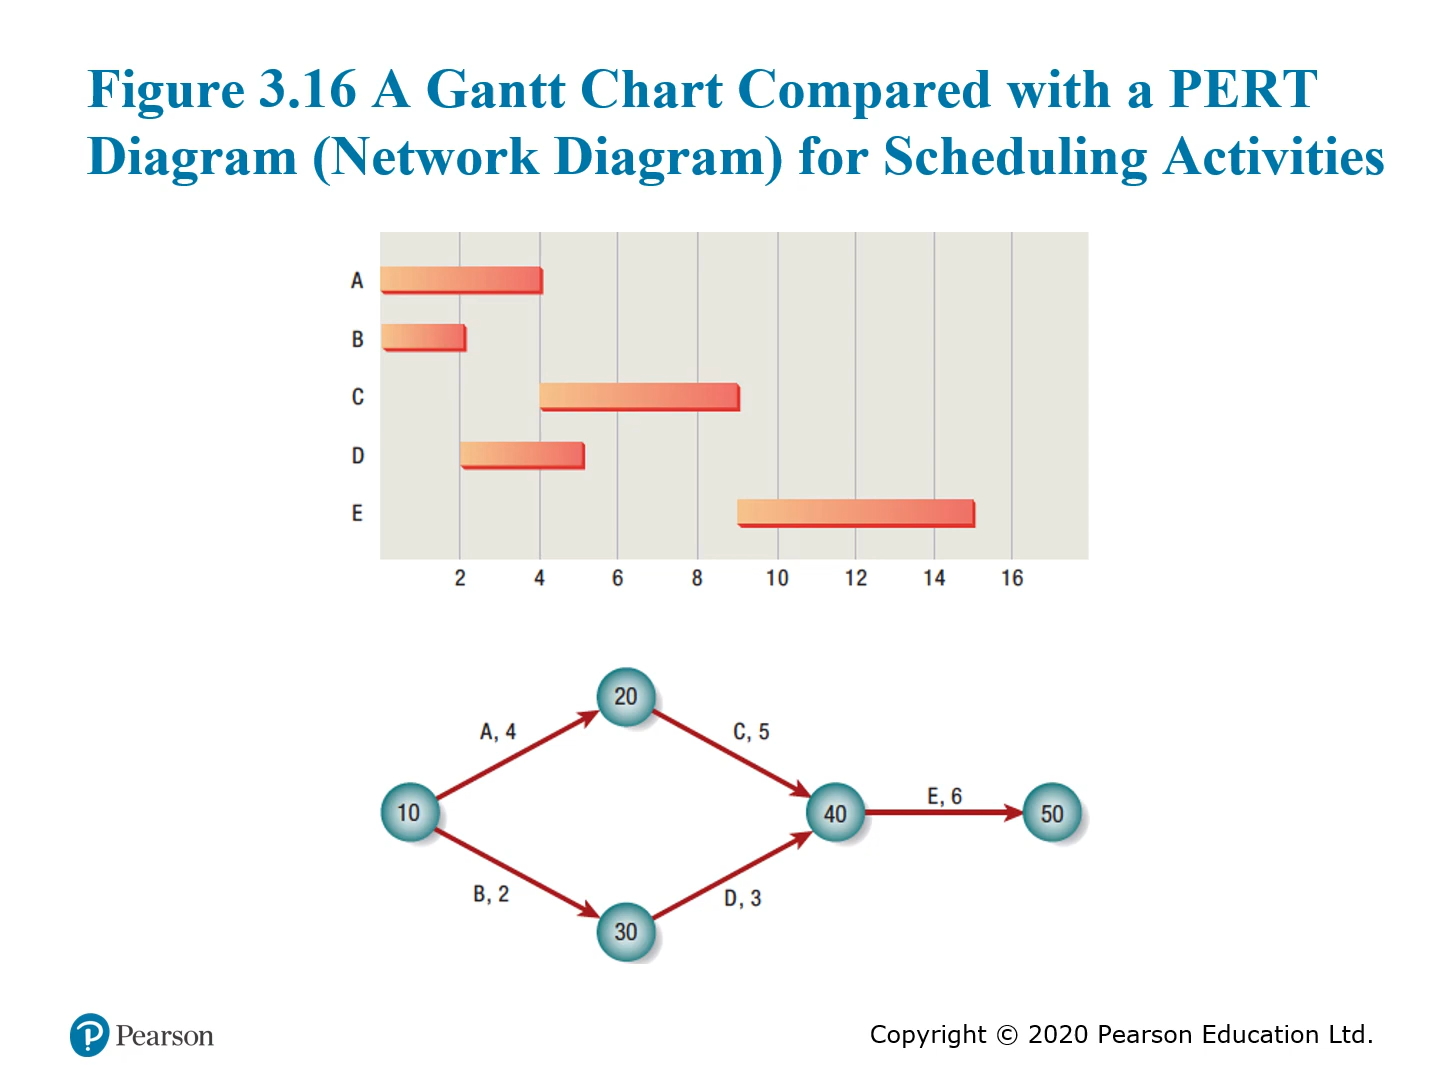 Figure 3.16 A Gantt Chart Compared with a PERT
Diagram (Network Diagram) for Scheduling Activities
A
B
C
D
E
2 4 6 8 10 12 14 16
20
A, 4
C, 5
10
40
E, 6
50
B, 2
D, 3
30
Pearson
Copyright © 2020 Pearson Education Ltd.